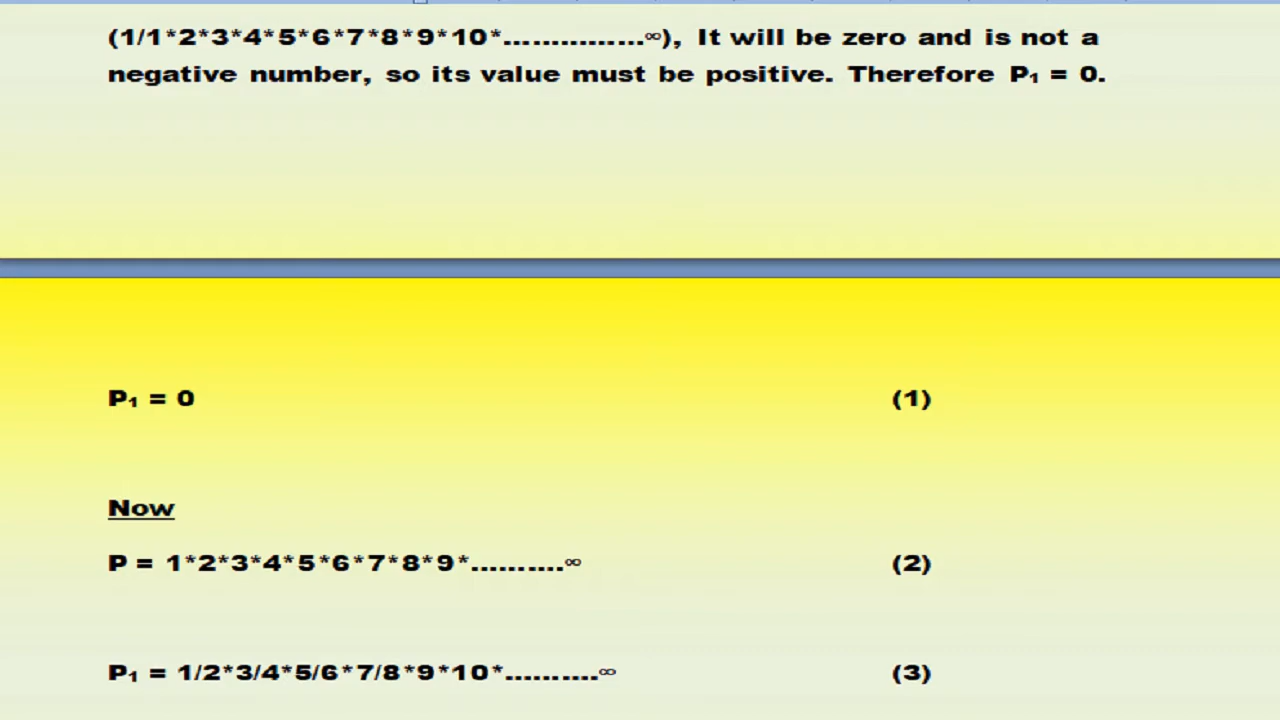 (1/1*2*3*4*5*6*7*8*9*10*...............∞), It will be zero and is not a
negative number, so its value must be positive. Therefore P₁ = 0.
P₁ = 0 (1)
Now
P = 1*2*3*4*5*6*7*8*9*..........∞ (2)
P₁ = 1/2*3/4*5/6*7/8*9*10*..........∞ (3)